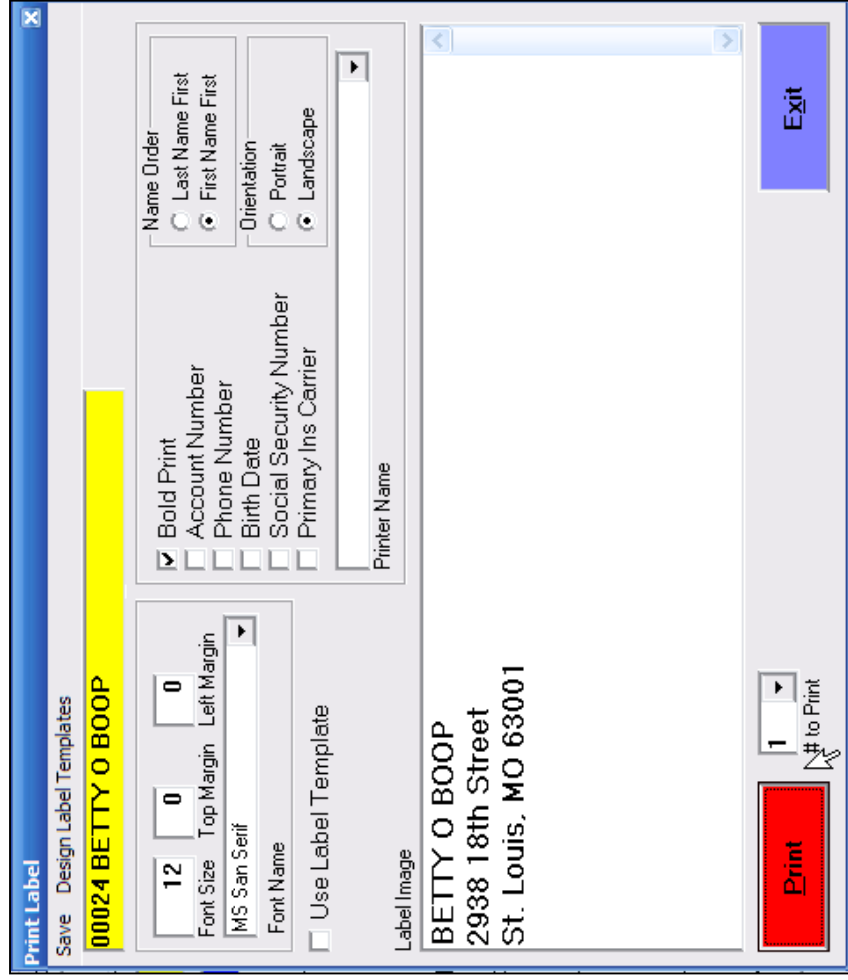 Print Label
Save Design Label Templates
00024 BETTY O BOOP
12 0 0
Font Size Top Margin Left Margin
MS San Serif
Font Name
Use Label Template
Bold Print
Account Number
Phone Number
Birth Date
Social Security Number
Primary Ins Carrier
Name Order
Last Name First
First Name First
Orientation
Portrait
Landscape
Printer Name
Label Image
BETTY O BOOP
2938 18th Street
St. Louis, MO 63001
Print
1
# to Print
Exit